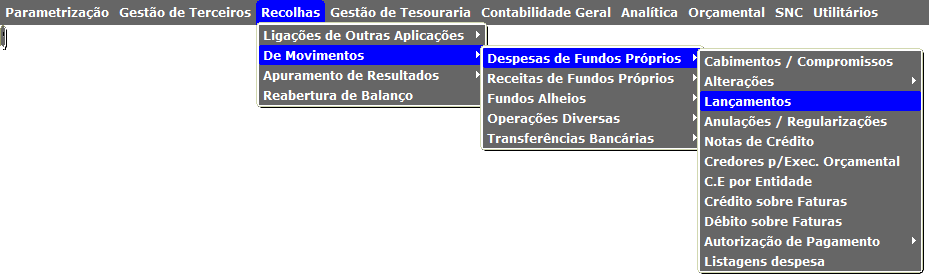 Parametrização Gestão de Terceiros Recolhas Gestão de Tesouraria Contabilidade Geral Analítica Orçamental SNC Utilitários
Ligações de Outras Aplicações
De Movimentos
Apuramento de Resultados
Reabertura de Balanço
Despesas de Fundos Próprios
Receitas de Fundos Próprios
Fundos Alheios
Operações Diversas
Transferências Bancárias
Cabimentos / Compromissos
Alterações
Lançamentos
Anulações / Regularizações
Notas de Crédito
Credores p/Exec. Orçamental
C.E por Entidade
Crédito sobre Faturas
Débito sobre Faturas
Autorização de Pagamento
Listagens despesa